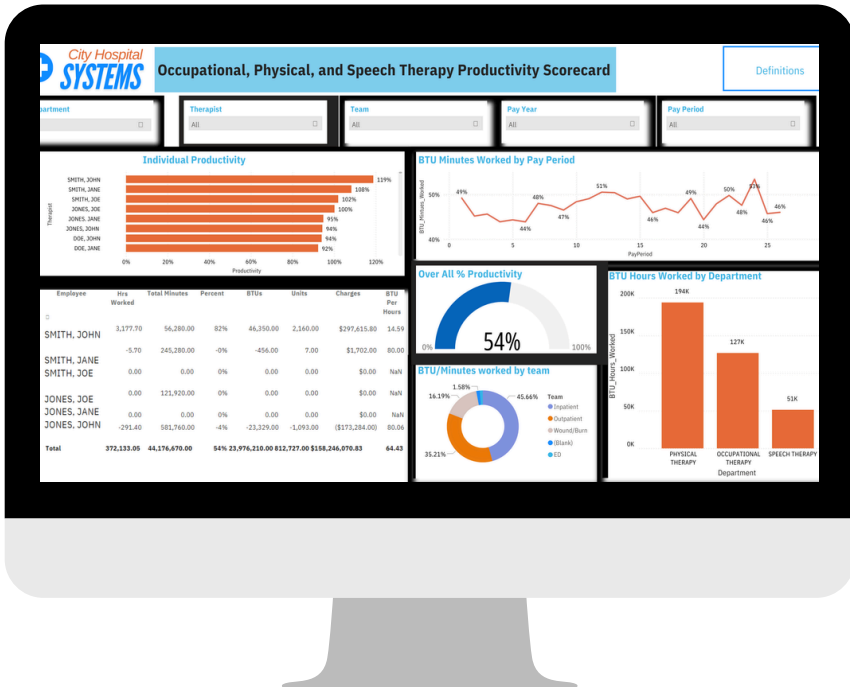 City Hospital
SYSTEMS
Occupational, Physical, and Speech Therapy Productivity Scorecard
Definitions
partment
Therapist
All
Team
All
Pay Year
All
Pay Period
All
Individual Productivity
Therapist
SMITH, JOHN 119%
SMITH, JANE 108%
SMITH, JOE 102%
JONES, JOE 100%
JONES, JANE 95%
JONES, JOHN 94%
DOE, JOHN 94%
DOE, JANE 92%
0% 20% 40% 60% 80% 100% 120%
Productivity
BTU Minutes Worked by Pay Period
BTU_Mintues_Worked
50%
40%
49% 44% 48% 47% 51% 46% 49% 44% 50% 48% 51% 46% 46%
0 5 10 15 20 25
PayPeriod
Employee Hrs Worked Total Minutes Percent BTUs Units Charges BTU Per Hours
SMITH, JOHN 3,177.70 56,280.00 82% 46,350.00 2,160.00 $297,615.80 14.59
SMITH, JANE -5.70 245,280.00 -0% -456.00 7.00 $1,702.00 80.00
SMITH, JOE 0.00 0.00 0% 0.00 0.00 $0.00 NaN
JONES, JOE 0.00 121,920.00 0% 0.00 0.00 $0.00 NaN
JONES, JANE 0.00 0.00 0% 0.00 0.00 $0.00 NaN
JONES, JOHN -291.40 581,760.00 -4% -23,329.00 -1,093.00 ($173,284.00) 80.06
Total 372,133.05 44,176,670.00 54% 23,976,210.00 812,727.00 $158,246,070.83 64.43
Over All % Productivity
0% 54% 100%
BTU/Minutes worked by team
1.58%
16.19%
45.66%
35.21%
Team
Inpatient
Outpatient
Wound/Burn
(Blank)
ED
BTU Hours Worked by Department
BTU_Hours_Worked
200K
150K
100K
50K
0K
194K
127K
51K
PHYSICAL THERAPY
OCCUPATIONAL THERAPY
SPEECH THERAPY
Department